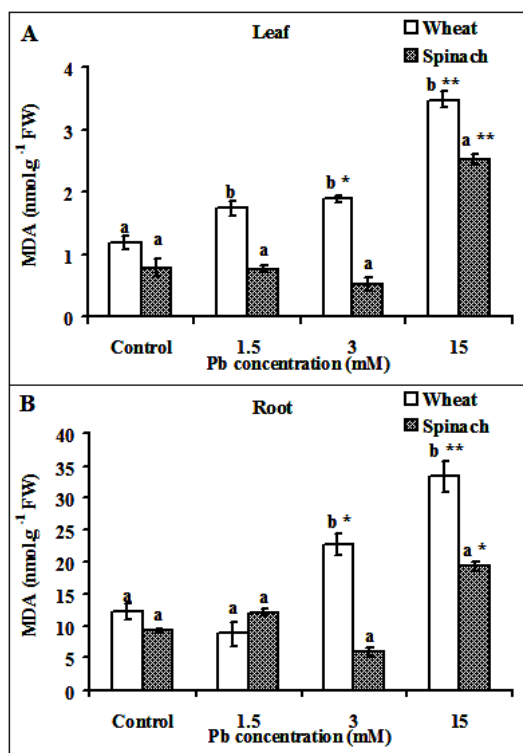 A
Leaf
Wheat
Spinach
MDA (nmol.g -1 FW)
4
3
2
1
0
a
a
b
a
b *
a
b **
a **
Control
1.5
3
15
Pb concentration (mM)
B
Root
Wheat
Spinach
MDA (nmol.g -1 FW)
40
35
30
25
20
15
10
5
0
a
a
a
a
b *
a
b **
a *
Control
1.5
3
15
Pb concentration (mM)